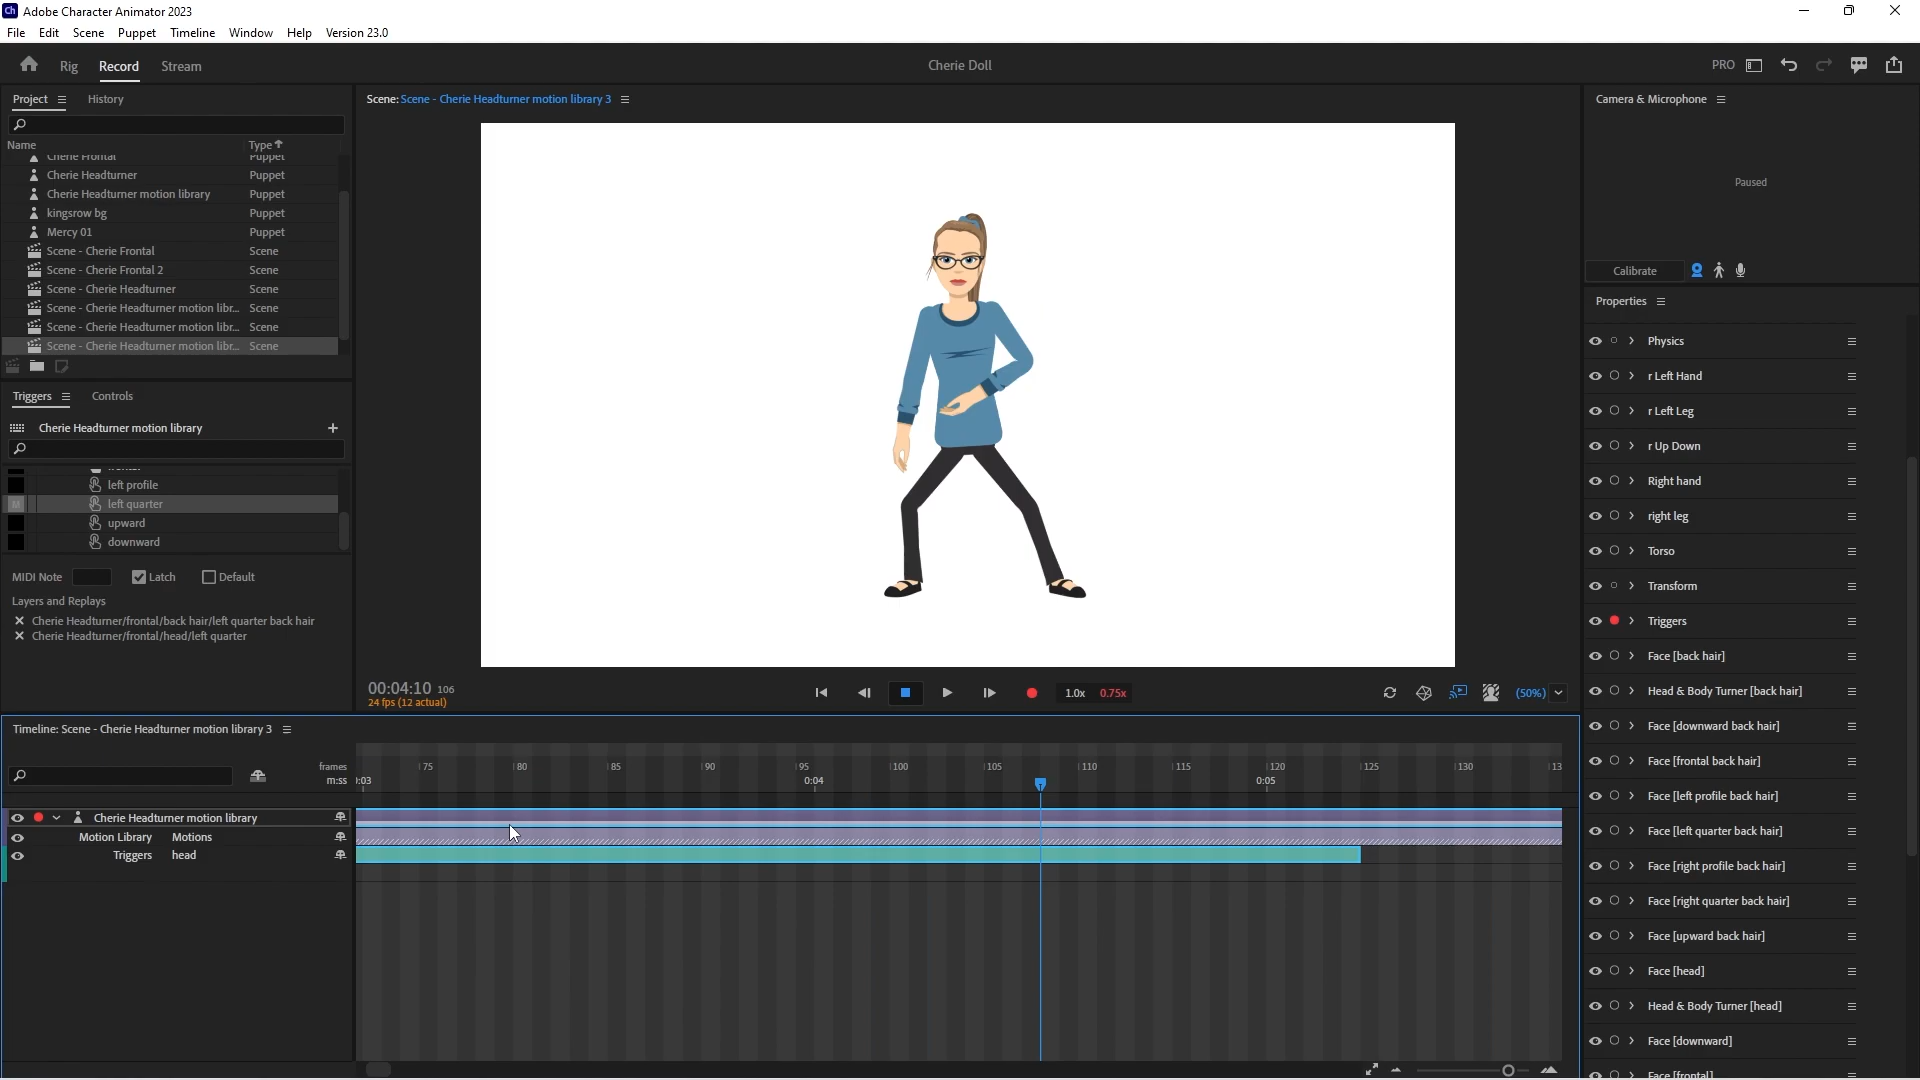 Ch Adobe Character Animator 2023
File Edit Scene Puppet Timeline Window Help Version 23.0
Rig Record Stream
Cherie Doll
PRO
Project History
Name Type
Cherie Frontal Puppet
Cherie Headturner Puppet
Cherie Headturner motion library Puppet
kingsrow bg Puppet
Mercy 01 Puppet
Scene - Cherie Frontal Scene
Scene - Cherie Frontal 2 Scene
Scene - Cherie Headturner Scene
Scene - Cherie Headturner motion libr... Scene
Scene - Cherie Headturner motion libr... Scene
Scene - Cherie Headturner motion libr... Scene
Triggers Controls
Cherie Headturner motion library
left profile
M left quarter
upward
downward
MIDI Note Latch Default
Layers and Replays
Cherie Headturner/frontal/back hair/left quarter back hair
Cherie Headturner/frontal/head/left quarter
Scene: Scene - Cherie Headturner motion library 3
00:04:10 106
24 fps (12 actual)
1.0x 0.75x
(50%)
Camera & Microphone
Paused
Calibrate
Properties
Physics
r Left Hand
r Left Leg
r Up Down
Right hand
right leg
Torso
Transform
Triggers
Face [back hair]
Head & Body Turner [back hair]
Face [downward back hair]
Face [frontal back hair]
Face [left profile back hair]
Face [left quarter back hair]
Face [right profile back hair]
Face [right quarter back hair]
Face [upward back hair]
Face [head]
Head & Body Turner [head]
Face [downward]
Face [frontal]
Timeline: Scene - Cherie Headturner motion library 3
frames 75 80 85 90 95 100 105 110 115 120 125 130 13
m:ss 0:03 0:04 0:05
Cherie Headturner motion library
Motion Library Motions
Triggers head